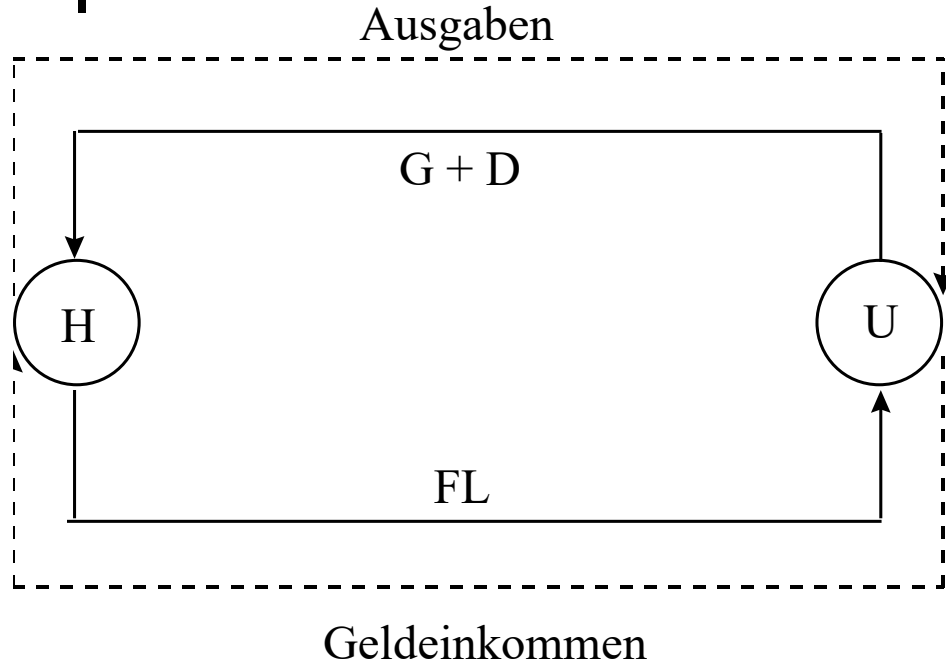 Ausgaben
G + D
H
U
FL
Geldeinkommen